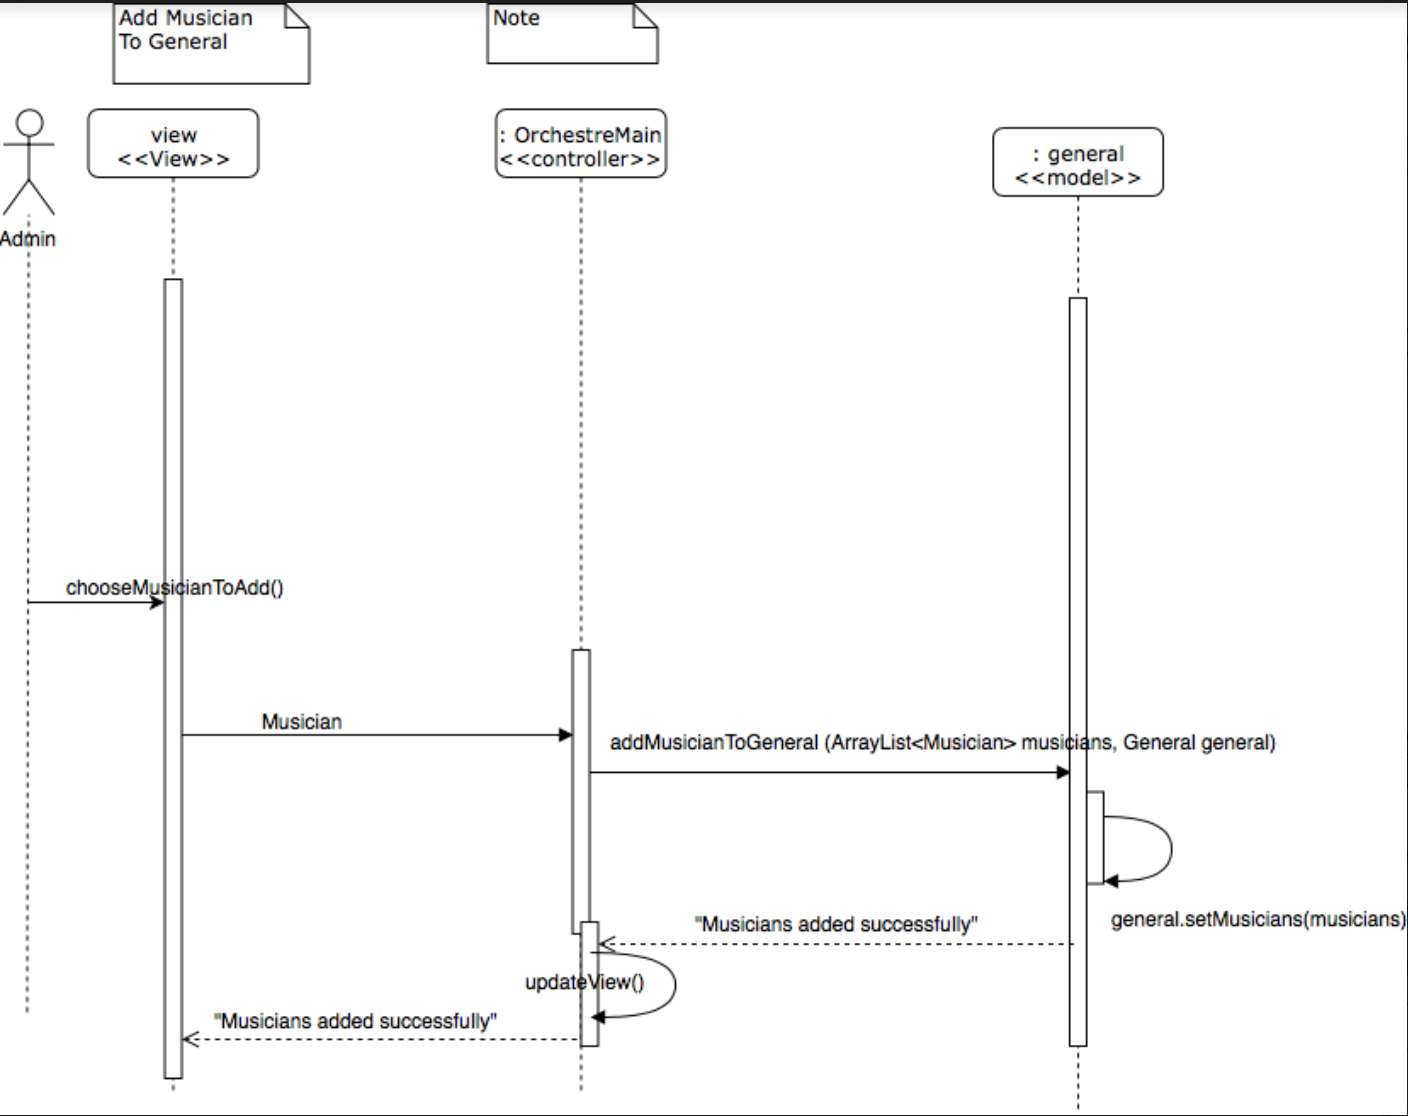 Add Musician
To General
Note
view
<<View>>
: OrchestreMain
<<controller>>
: general
<<model>>
Admin
chooseMusicianToAdd()
Musician
addMusicianToGeneral (ArrayList<Musician> musicians, General general)
general.setMusicians(musicians)
"Musicians added successfully"
updateView()
"Musicians added successfully"